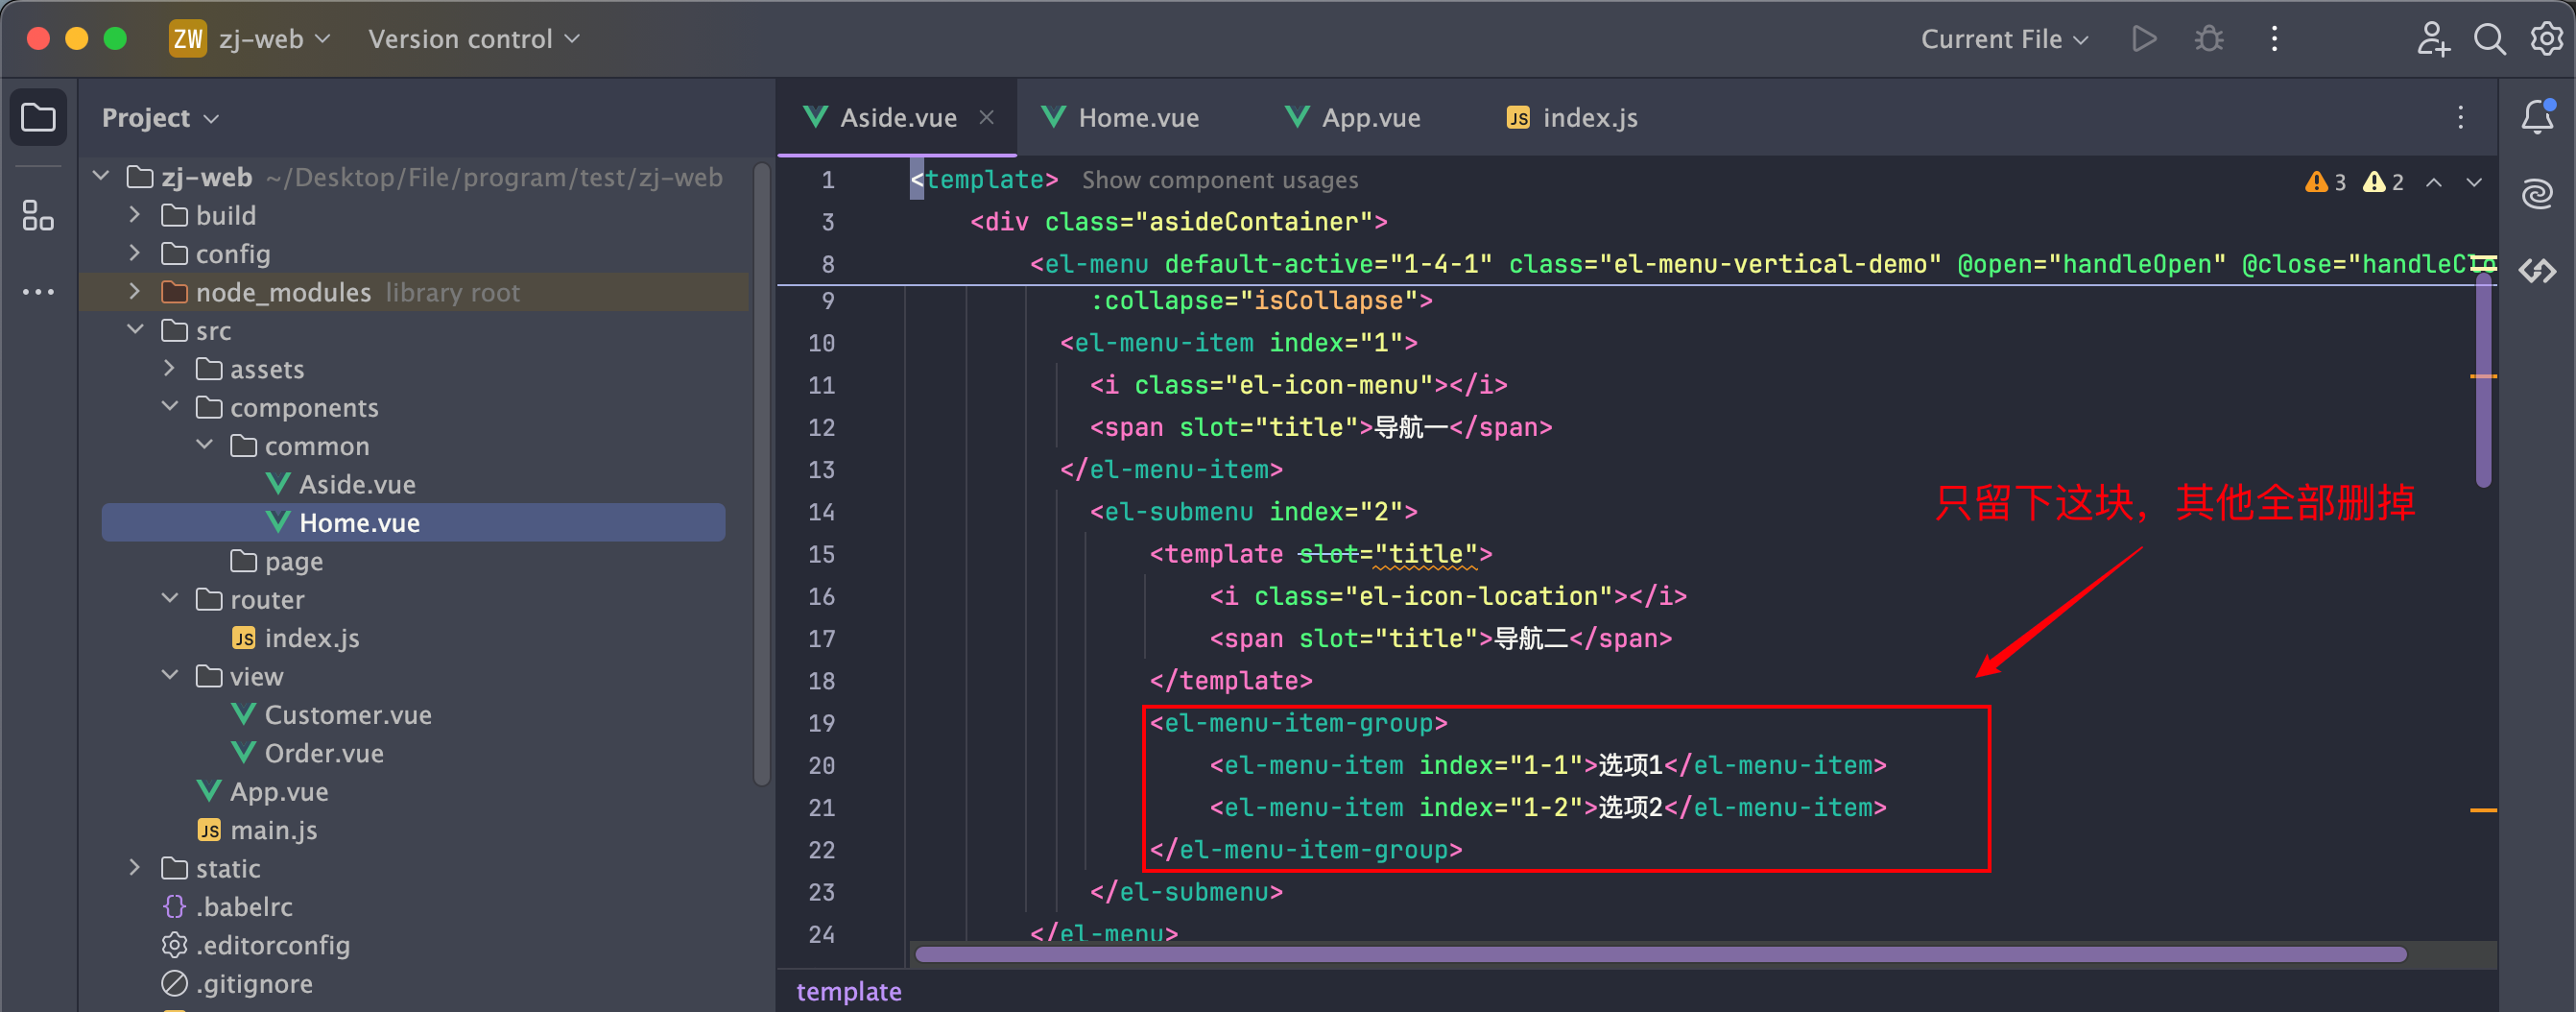 ZW zj-web Version control Current File
Project
zj-web ~/Desktop/File/program/test/zj-web
build
config
node_modules library root
src
assets
components
common
Aside.vue
Home.vue
page
router
JS index.js
view
Customer.vue
Order.vue
App.vue
JS main.js
static
{} .babelrc
.editorconfig
.gitignore
Aside.vue Home.vue App.vue JS index.js
1 <template> Show component usages 3 2
3 <div class="asideContainer">
8 <el-menu default-active="1-4-1" class="el-menu-vertical-demo" @open="handleOpen" @close="handleClo
9 :collapse="isCollapse">
10 <el-menu-item index="1">
11 <i class="el-icon-menu"></i>
12 <span slot="title">导航一</span>
13 </el-menu-item>
14 <el-submenu index="2">
15 <template slot="title">
16 <i class="el-icon-location"></i>
17 <span slot="title">导航二</span>
18 </template>
19 <el-menu-item-group>
20 <el-menu-item index="1-1">选项1</el-menu-item>
21 <el-menu-item index="1-2">选项2</el-menu-item>
22 </el-menu-item-group>
23 </el-submenu>
24 </el-menu>
只留下这块，其他全部删掉
template